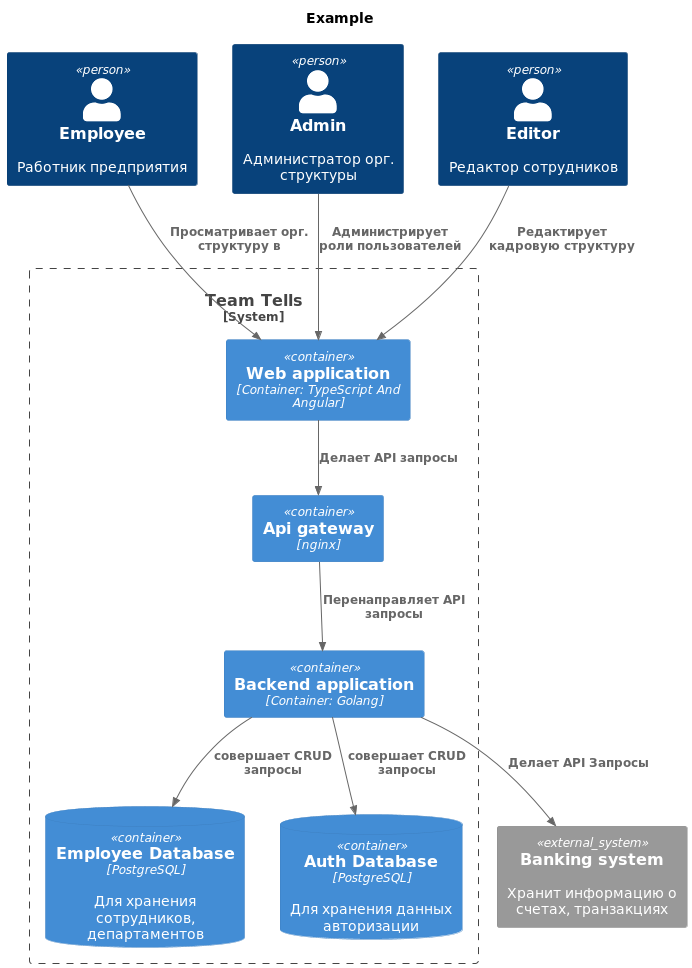 Example
«person»
Employee
Работник предприятия
«person»
Admin
Администратор орг.
структуры
«person»
Editor
Редактор сотрудников
Просматривает орг.
структуру в
Администрирует
роли пользователей
Редактирует
кадровую структуру
Team Tells
[System]
«container»
Web application
[Container: TypeScript And
Angular]
Делает API запросы
«container»
Api gateway
[nginx]
Перенаправляет API
запросы
«container»
Backend application
[Container: Golang]
совершает CRUD
запросы
совершает CRUD
запросы
Делает API Запросы
«container»
Employee Database
[PostgreSQL]
Для хранения
сотрудников,
департаментов
«container»
Auth Database
[PostgreSQL]
Для хранения данных
авторизации
«external_system»
Banking system
Хранит информацию о
счетах, транзакциях